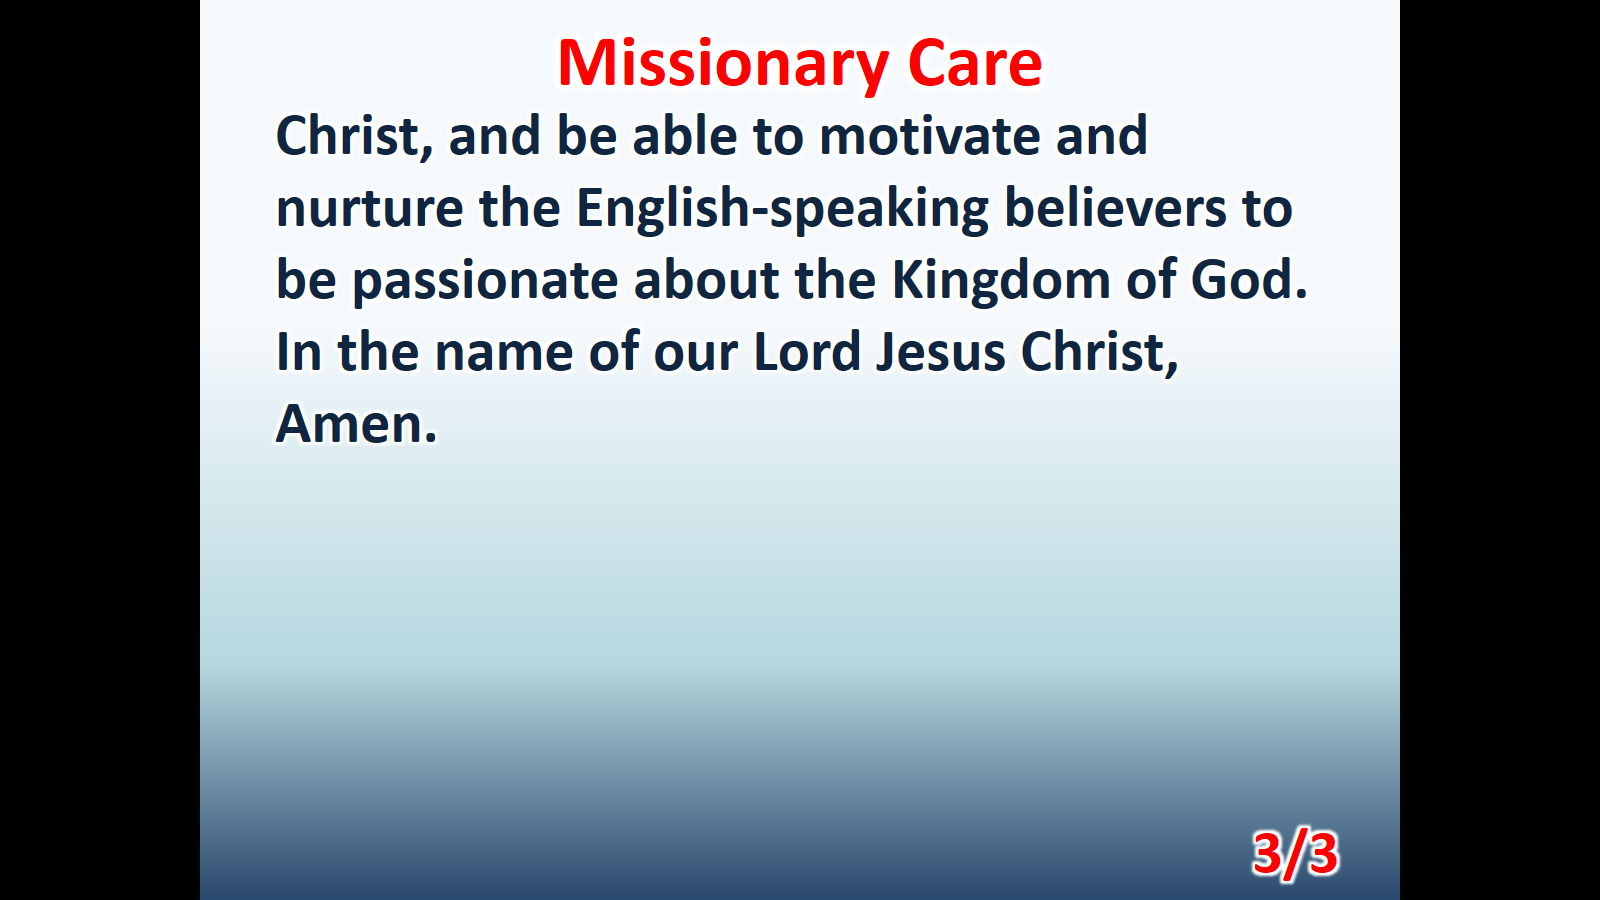 Missionary Care
Christ, and be able to motivate and
nurture the English-speaking believers to
be passionate about the Kingdom of God.
In the name of our Lord Jesus Christ,
Amen.
3/3